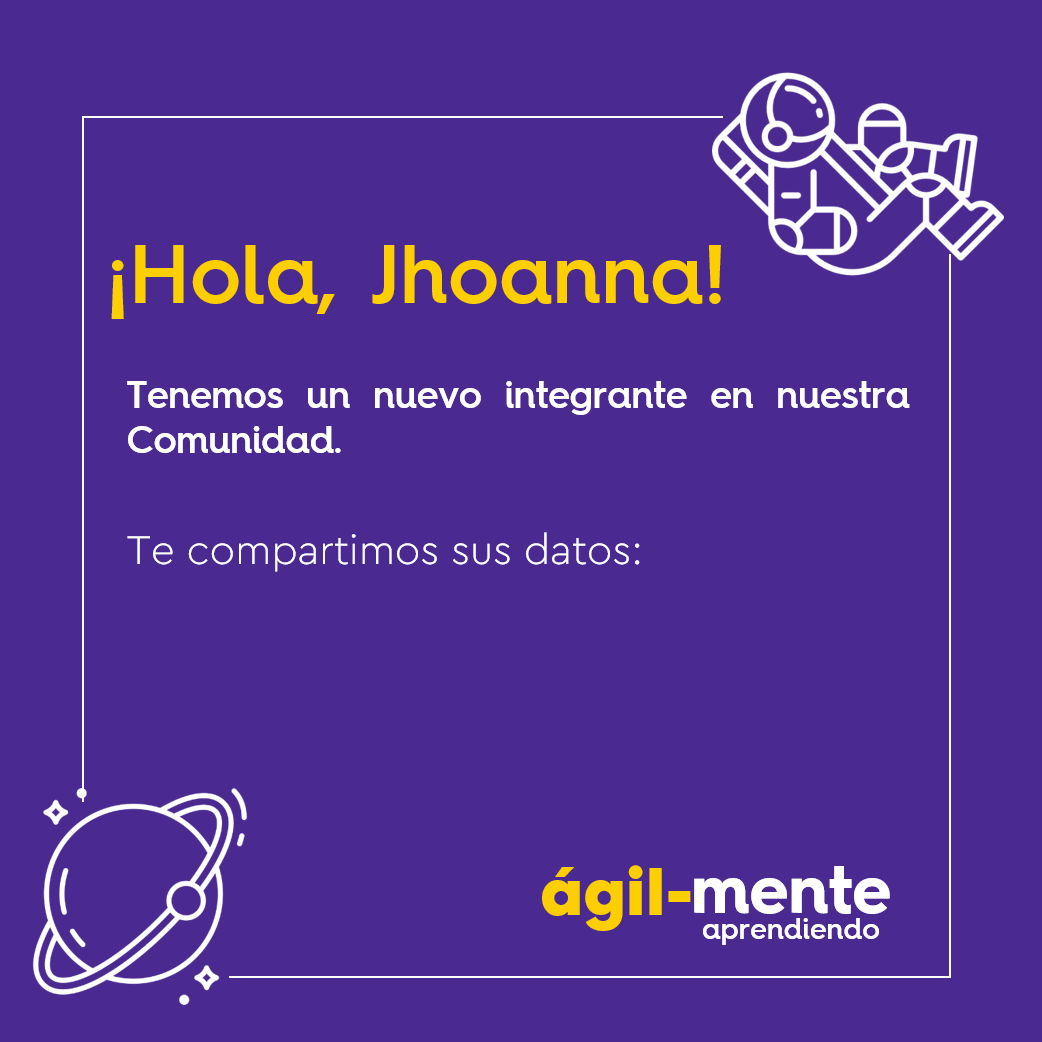 ¡Hola, Jhoanna!
Tenemos un nuevo integrante en nuestra
Comunidad.
Te compartimos sus datos:
ágil-mente
aprendiendo